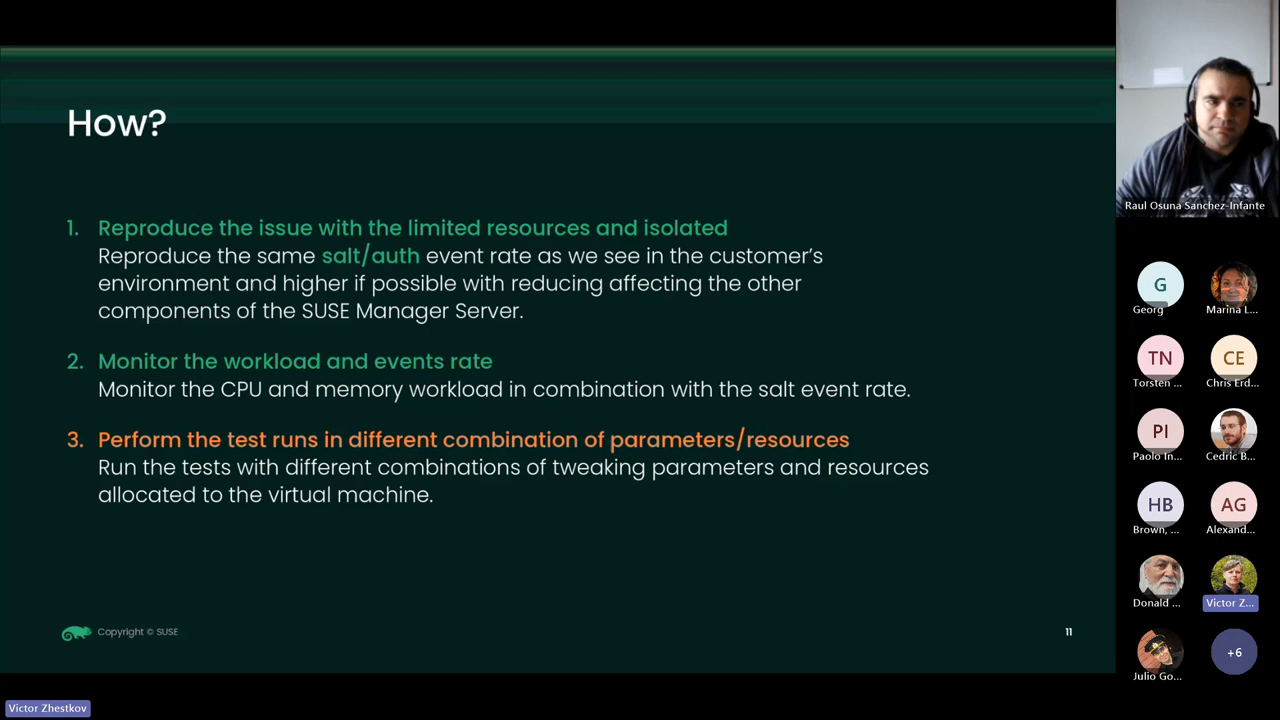 How?
1. Reproduce the issue with the limited resources and isolated
Reproduce the same salt/auth event rate as we see in the customer's
environment and higher if possible with reducing affecting the other
components of the SUSE Manager Server.
2. Monitor the workload and events rate
Monitor the CPU and memory workload in combination with the salt event rate.
3. Perform the test runs in different combination of parameters/resources
Run the tests with different combinations of tweaking parameters and resources
allocated to the virtual machine.
Copyright © SUSE
11
Victor Zhestkov
Raul Osuna Sanchez-Infante
G
Georg
Marina L...
TN
Torsten ...
CE
Chris Erd...
PI
Paolo In...
Cedric B...
HB
Brown, ...
AG
Alexand...
Donald ...
Victor Z...
Julio Go...
+6